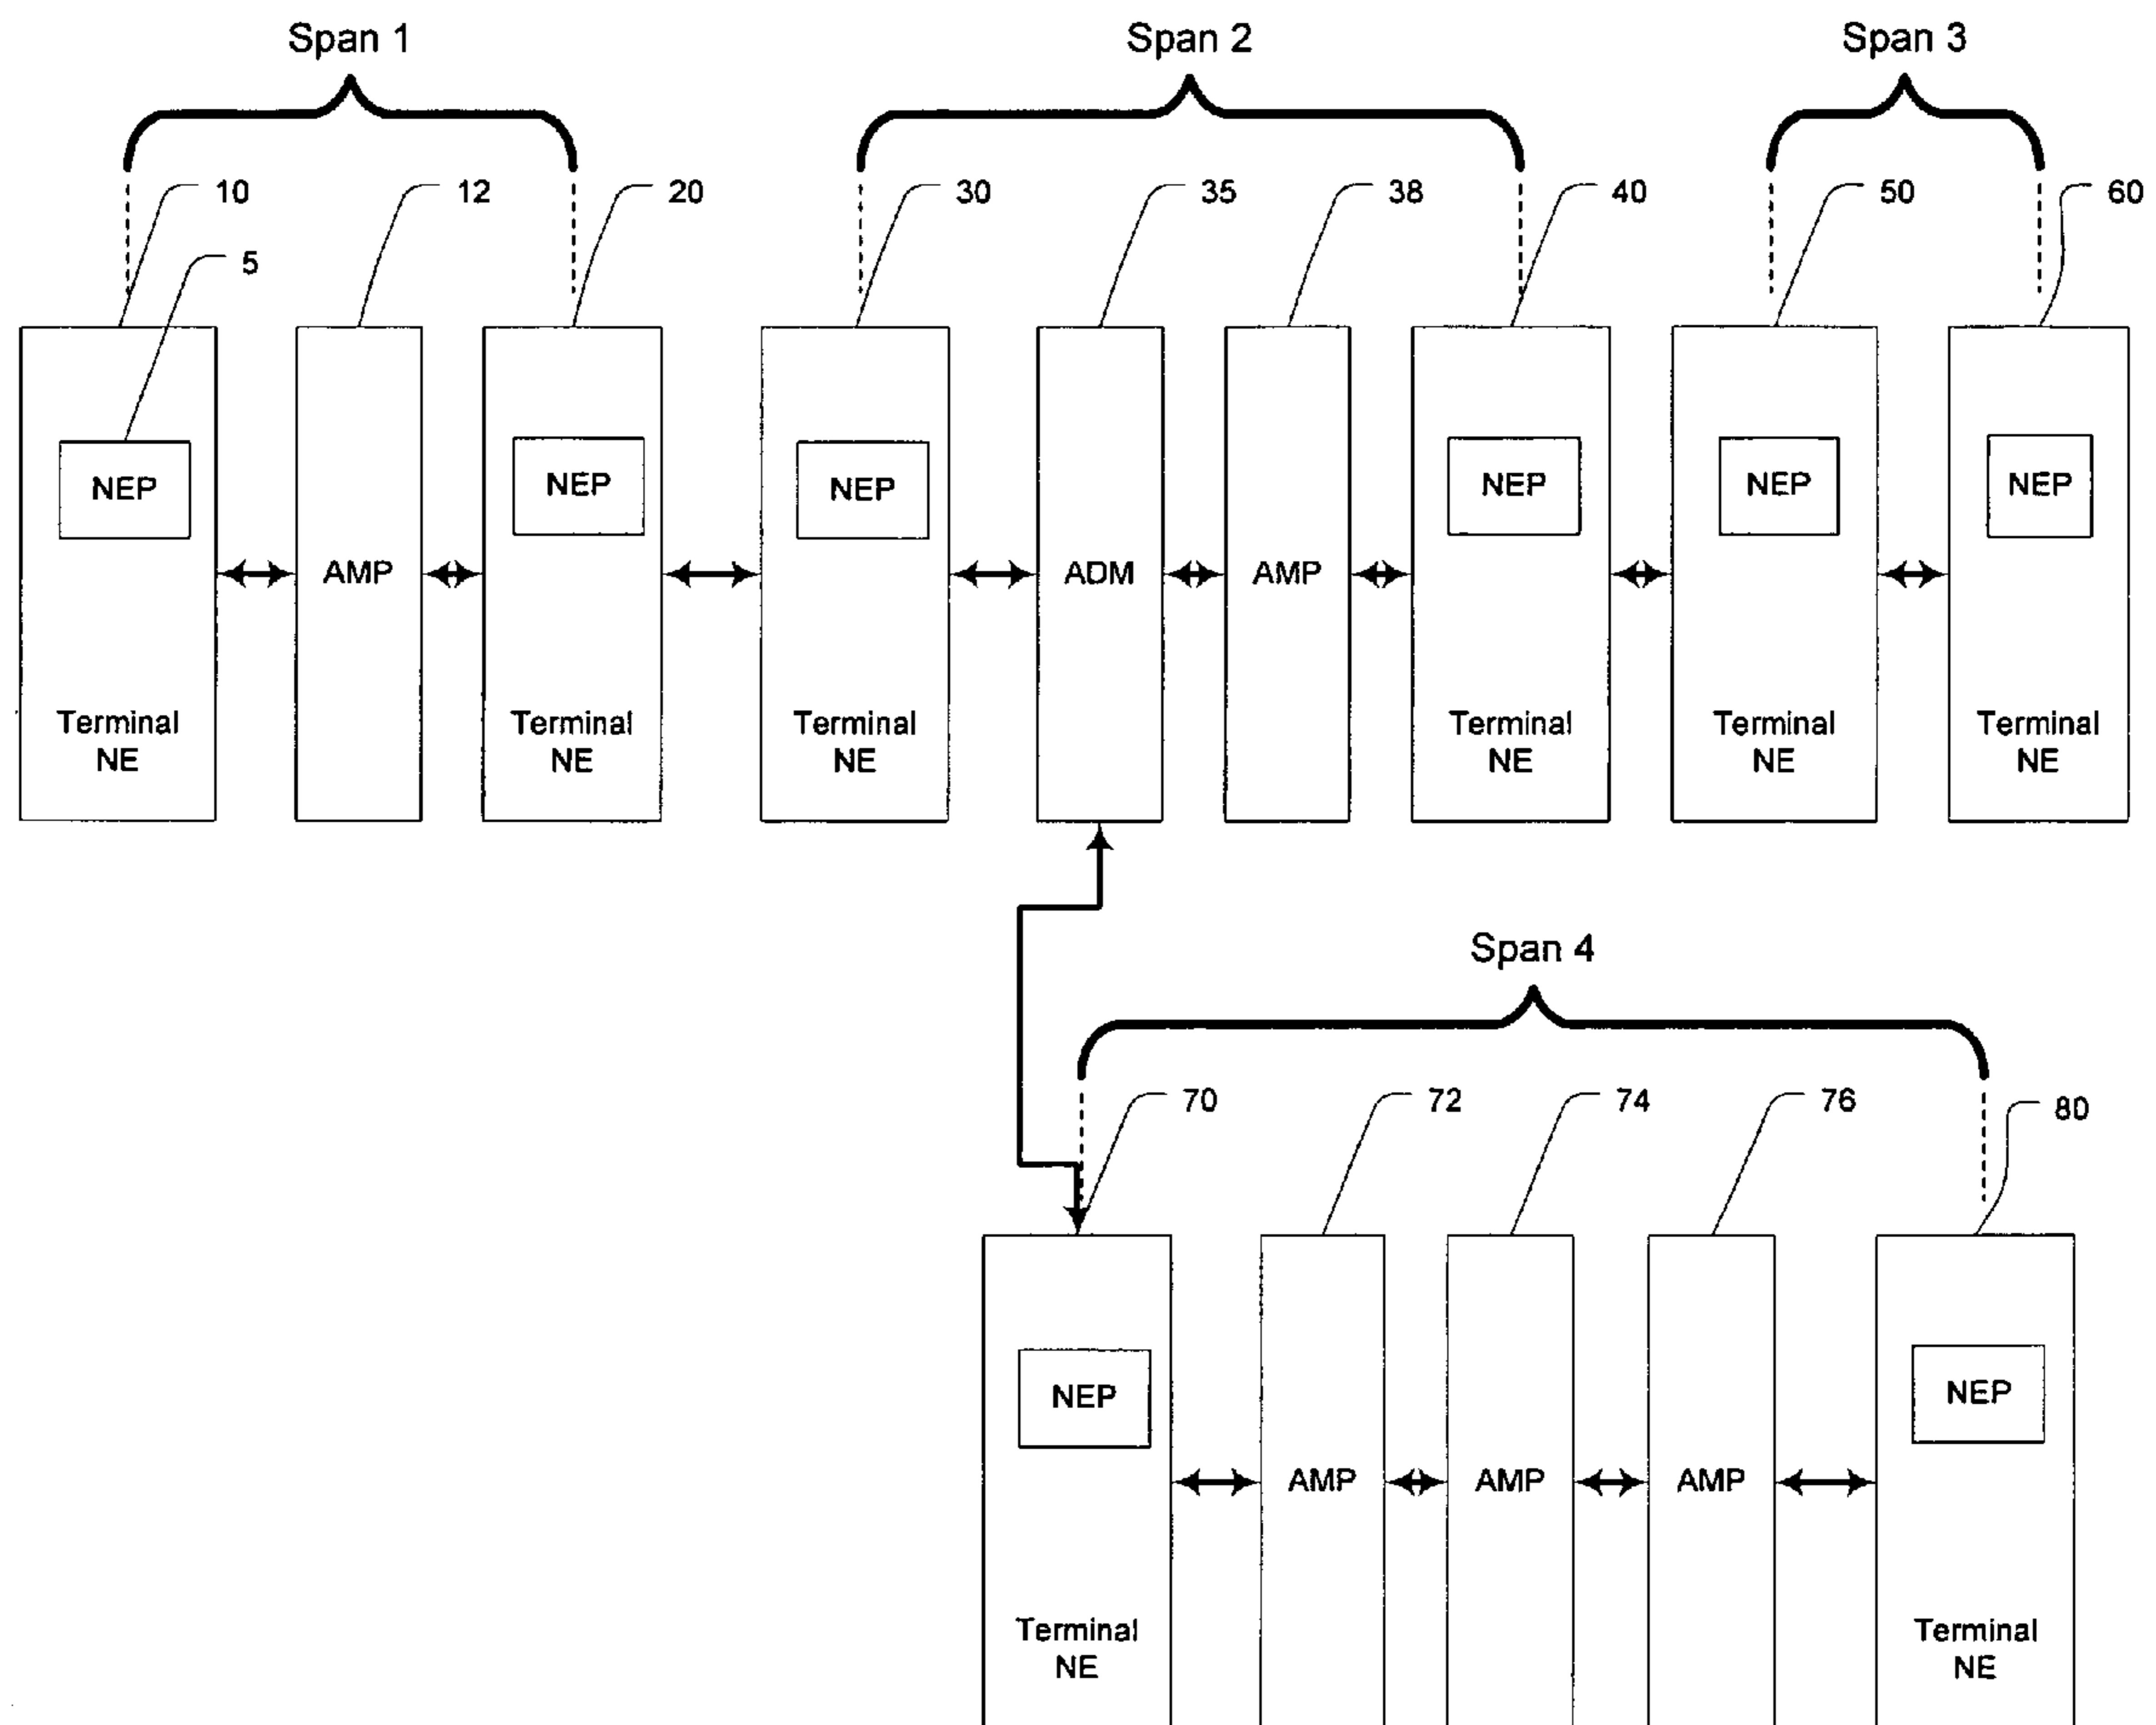 Span 1
Span 2
Span 3
10
12
20
30
35
38
40
50
60
5
NEP
NEP
NEP
NEP
NEP
NEP
AMP
ADM
AMP
Terminal
NE
Terminal
NE
Terminal
NE
Terminal
NE
Terminal
NE
Terminal
NE
Span 4
70
72
74
76
80
NEP
NEP
AMP
AMP
AMP
Terminal
NE
Terminal
NE